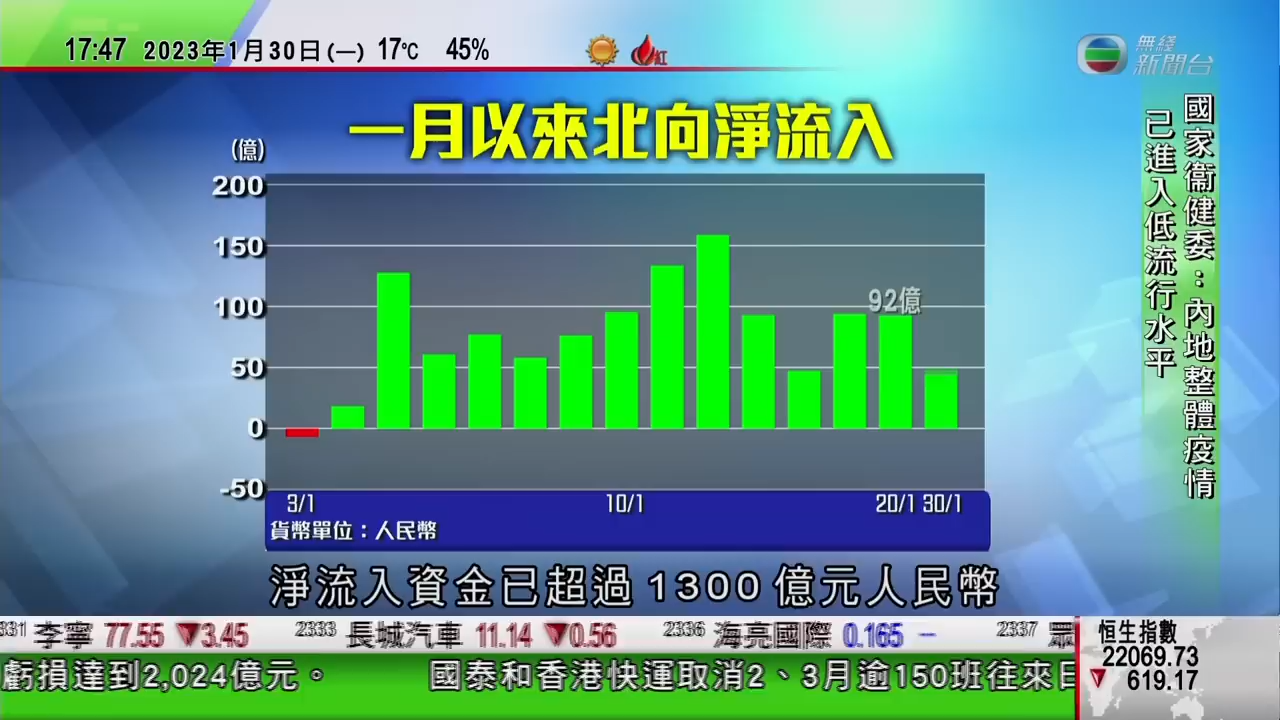 17:47 2023年1月30日(一) 17℃ 45%
紅
無綫
新聞台
國家衞健委：內地整體疫情
已進入低流行水平
一月以來北向淨流入
(億)
200
150
100
50
0
-50
92億
3/1 10/1 20/1 30/1
貨幣單位：人民幣
淨流入資金已超過1300億元人民幣
331 李寧 77.55 ▼3.45 2333 長城汽車 11.14 ▼0.56 2336 海亮國際 0.165 – 2337
恒生指數
22069.73
▼ 619.17
虧損達到2,024億元。 國泰和香港快運取消2、3月逾150班往來